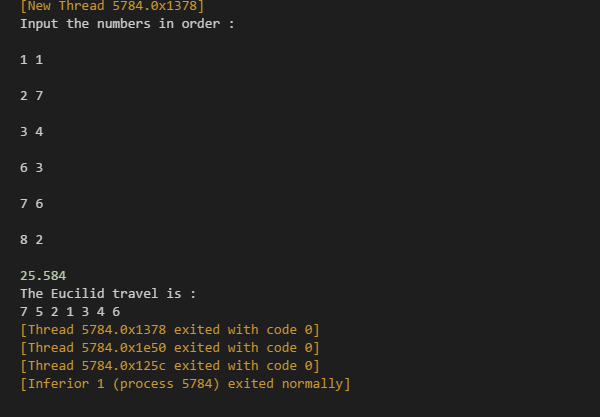 [New Thread 5784.0x1378]
Input the numbers in order :
1 1
2 7
3 4
6 3
7 6
8 2
25.584
The Eucilid travel is :
7 5 2 1 3 4 6
[Thread 5784.0x1378 exited with code 0]
[Thread 5784.0x1e50 exited with code 0]
[Thread 5784.0x125c exited with code 0]
[Inferior 1 (process 5784) exited normally]